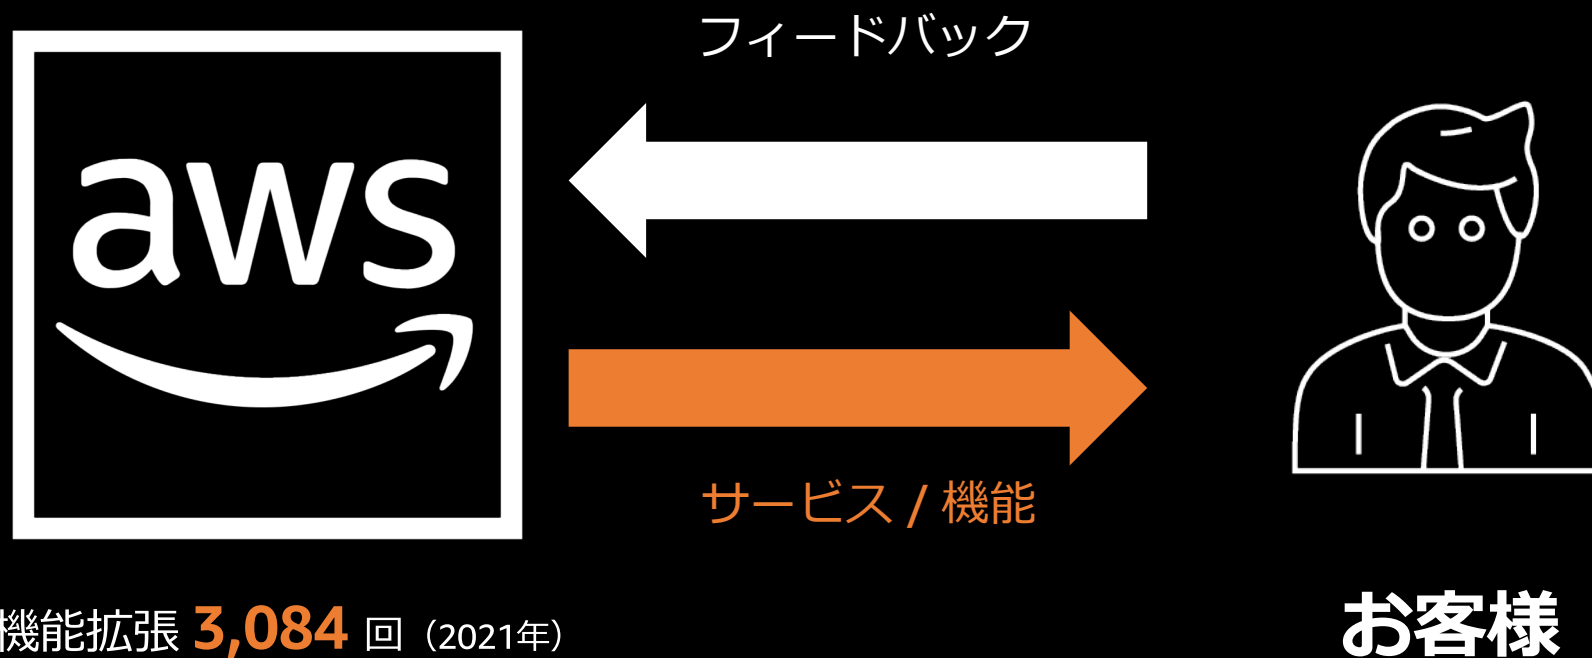 フィードバック
aws
サービス / 機能
機能拡張 3,084 回（2021年）
お客様